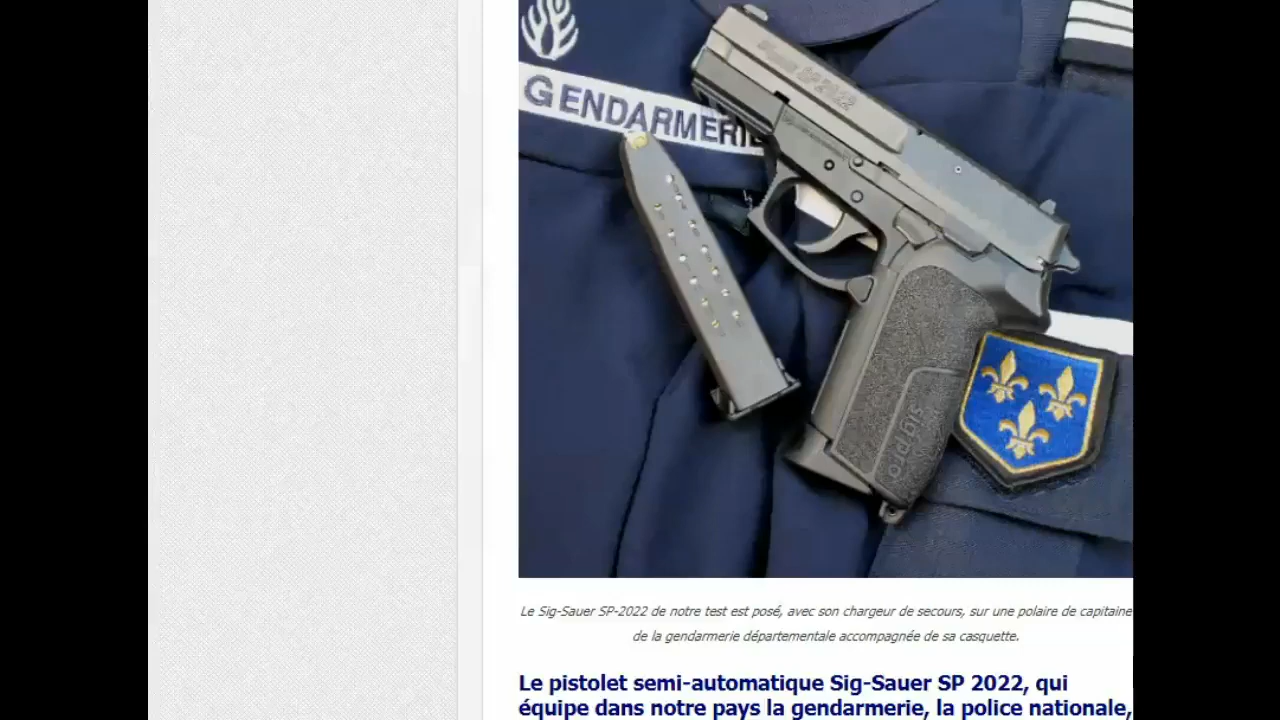 GENDARMERIE
SP 2022
sig pro
Le Sig-Sauer SP-2022 de notre test est posé, avec son chargeur de secours, sur une polaire de capitaine
de la gendarmerie départementale accompagnée de sa casquette.
Le pistolet semi-automatique Sig-Sauer SP 2022, qui
équipe dans notre pays la gendarmerie, la police nationale,